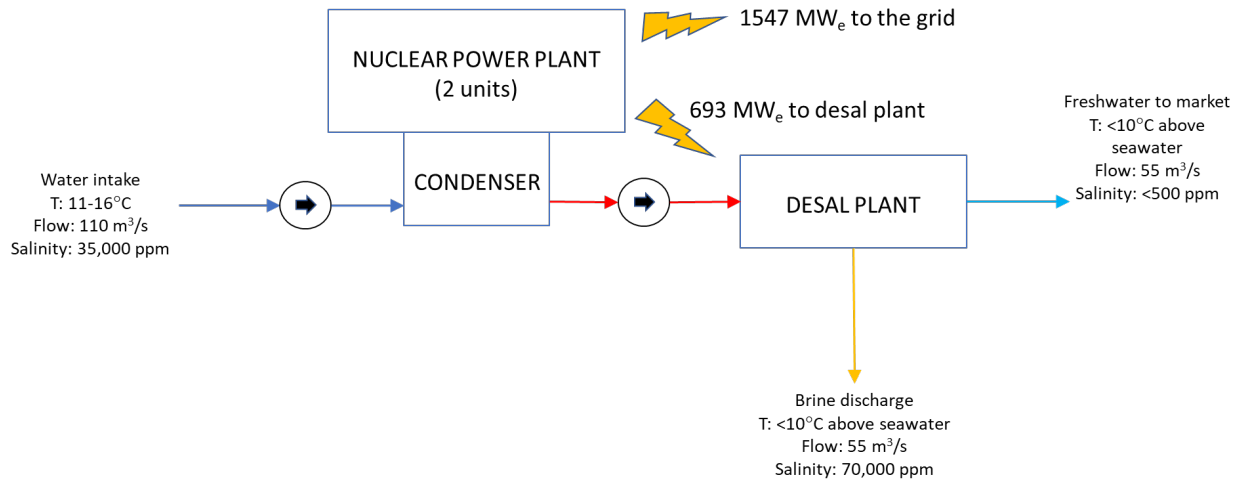 1547 MWe to the grid
NUCLEAR POWER PLANT
(2 units)
693 MWe to desal plant
Freshwater to market
T: <10°C above
seawater
Flow: 55 m³/s
Salinity: <500 ppm
Water intake
T: 11-16°C
Flow: 110 m³/s
Salinity: 35,000 ppm
CONDENSER
DESAL PLANT
Brine discharge
T: <10°C above seawater
Flow: 55 m³/s
Salinity: 70,000 ppm